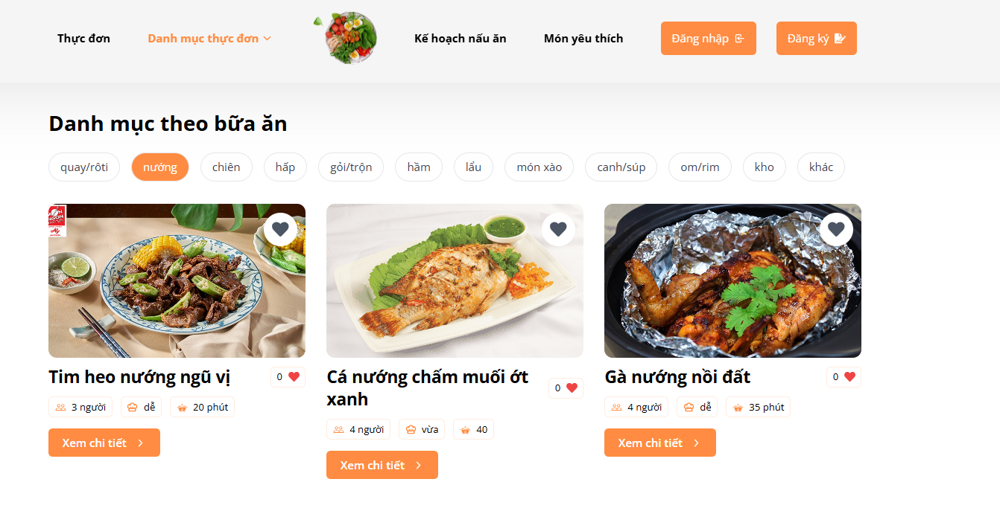 Thực đơn
Danh mục thực đơn
Kế hoạch nấu ăn
Món yêu thích
Đăng nhập
Đăng ký
Danh mục theo bữa ăn
quay/rôti
nướng
chiên
hấp
gỏi/trộn
hầm
lẩu
món xào
canh/súp
om/rim
kho
khác
Tim heo nướng ngũ vị
0
3 người
dễ
20 phút
Xem chi tiết
Cá nướng chấm muối ớt
xanh
0
4 người
vừa
40
Xem chi tiết
Gà nướng nồi đất
0
4 người
dễ
35 phút
Xem chi tiết